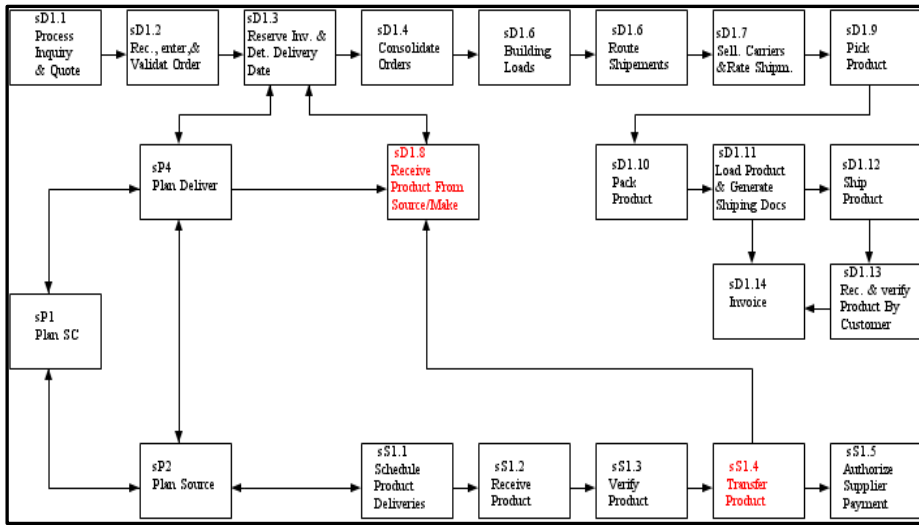 sD1.1
Process
Inquiry
& Quote
sD1.2
Rec., enter,&
Validat Order
sD1.3
Reserve Inv. &
Det. Delivery
Date
sD1.4
Consolidate
Orders
sD1.6
Building
Loads
sD1.6
Route
Shipements
sD1.7
Sell. Carriers
&Rate Shipm.
sD1.9
Pick
Product
sP4
Plan Deliver
sD1.8
Receive
Product From
Source/Make
sD1.10
Pack
Product
sD1.11
Load Product
& Generate
Shiping Docs
sD1.12
Ship
Product
sP1
Plan SC
sD1.14
Invoice
sD1.13
Rec. & verify
Product By
Customer
sP2
Plan Source
sS1.1
Schedule
Product
Deliveries
sS1.2
Receive
Product
sS1.3
Verify
Product
sS1.4
Transfer
Product
sS1.5
Authorize
Supplier
Payment